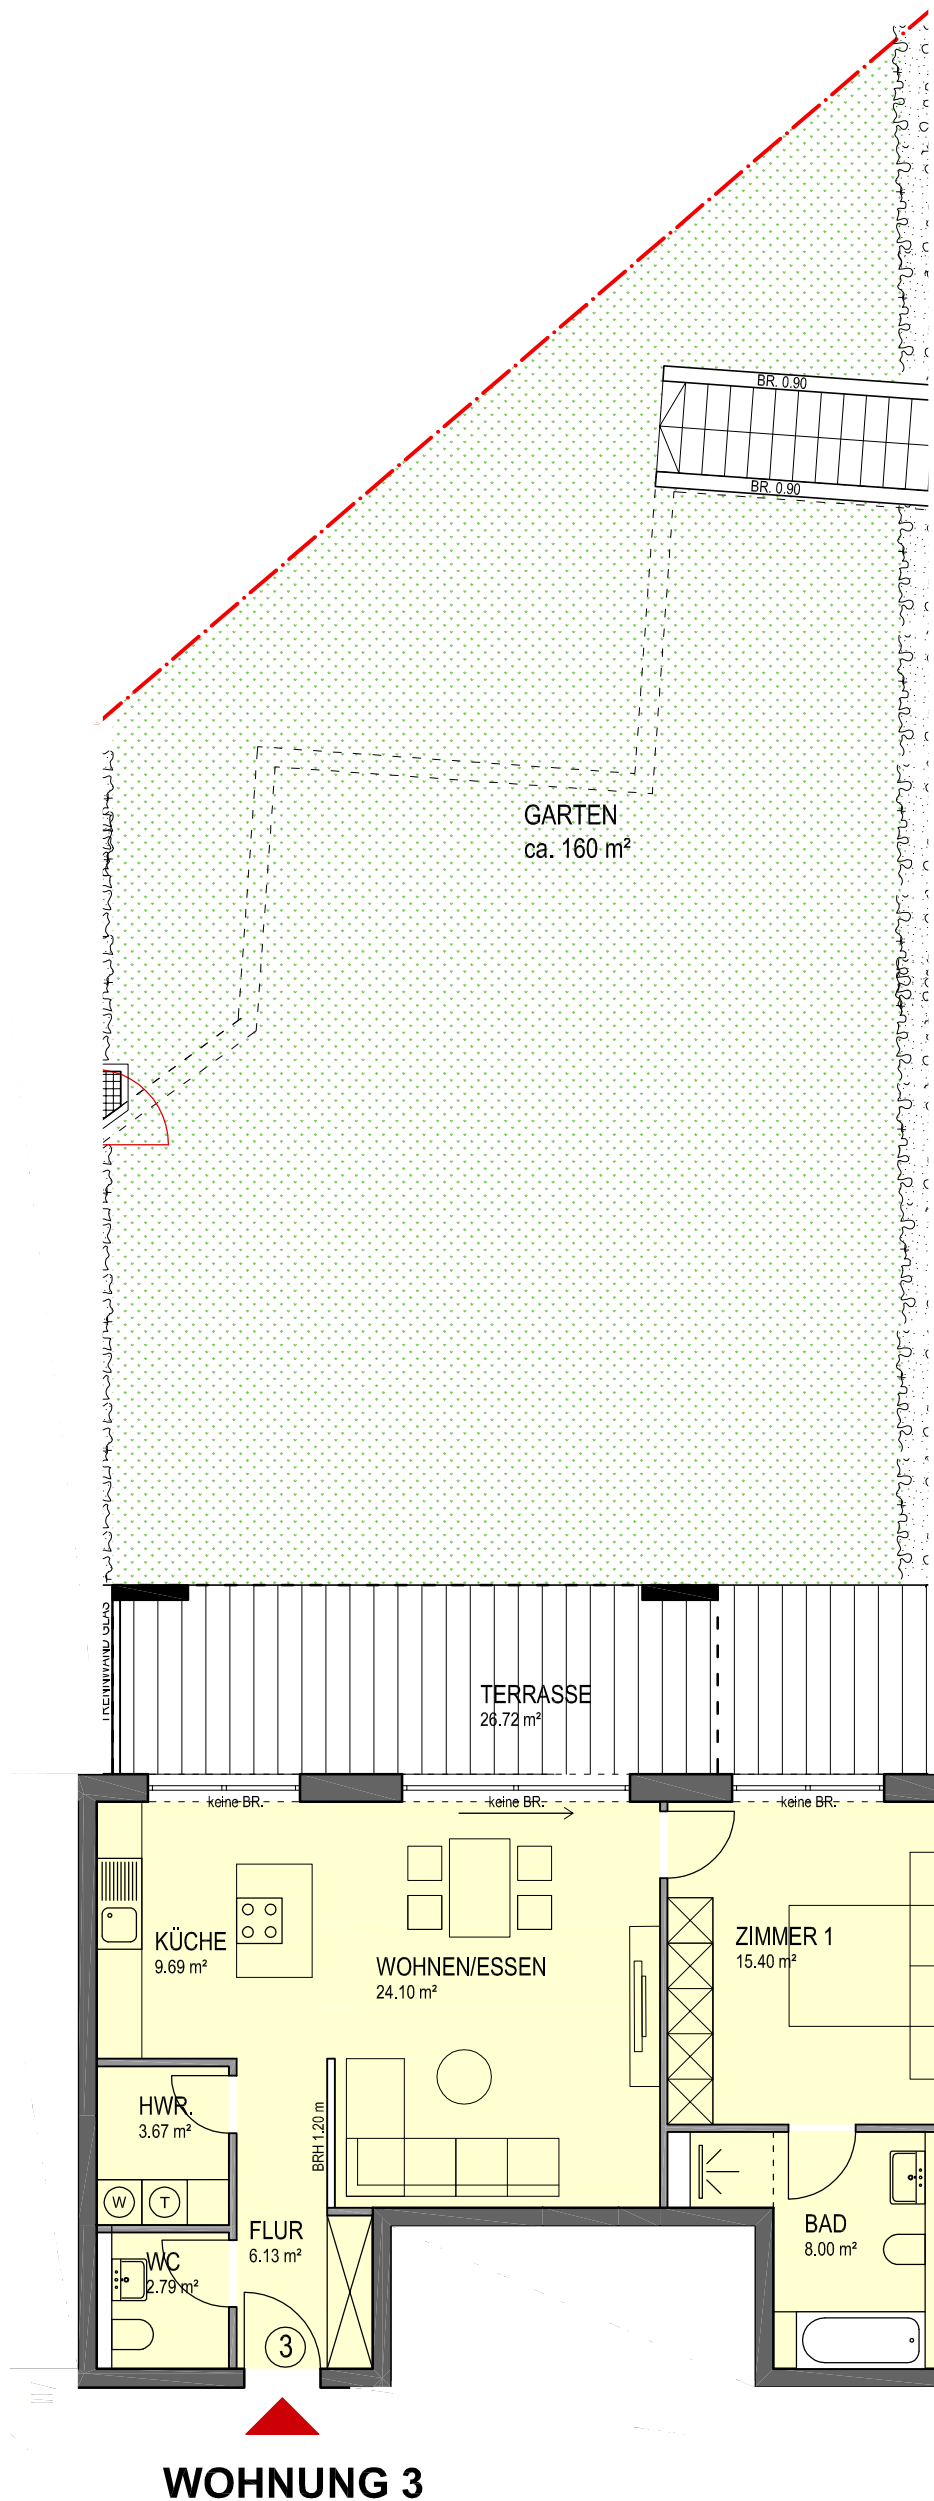 BR. 0.90
BR. 0.90
GARTEN
ca. 160 m²
TRENNWAND GLAS
TERRASSE
26.72 m²
keine BR.
keine BR.
keine BR.
KÜCHE
9.69 m²
WOHNEN/ESSEN
24.10 m²
ZIMMER 1
15.40 m²
HWR.
3.67 m²
BRH 1.20 m
W
T
FLUR
6.13 m²
BAD
8.00 m²
WC
2.79 m²
3
WOHNUNG 3